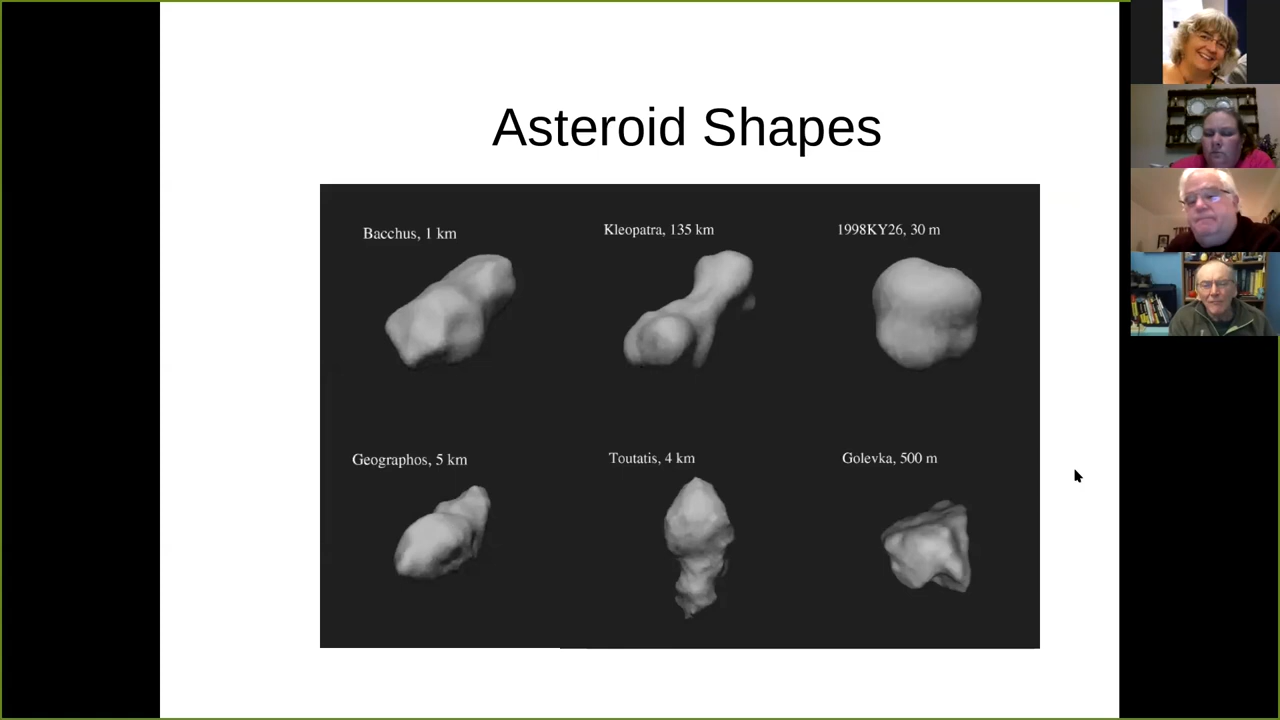 Asteroid Shapes
Bacchus, 1 km
Kleopatra, 135 km
1998KY26, 30 m
Geographos, 5 km
Toutatis, 4 km
Golevka, 500 m